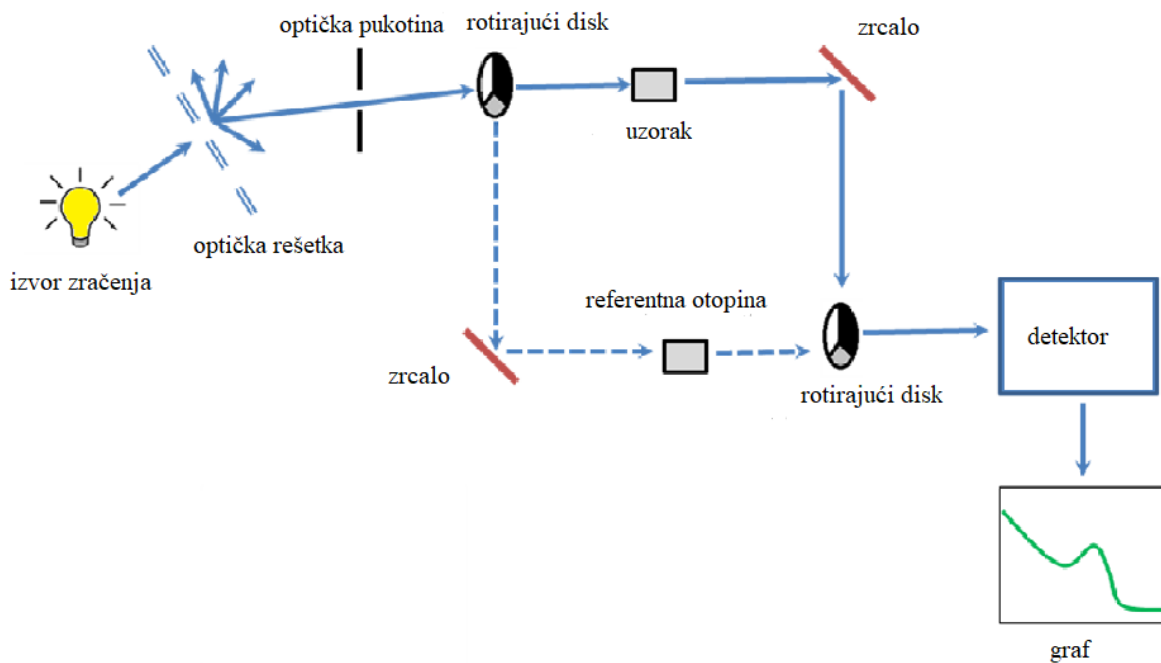 optička pukotina
rotirajući disk
zrcalo
uzorak
optička rešetka
izvor zračenja
referentna otopina
zrcalo
rotirajući disk
detektor
graf